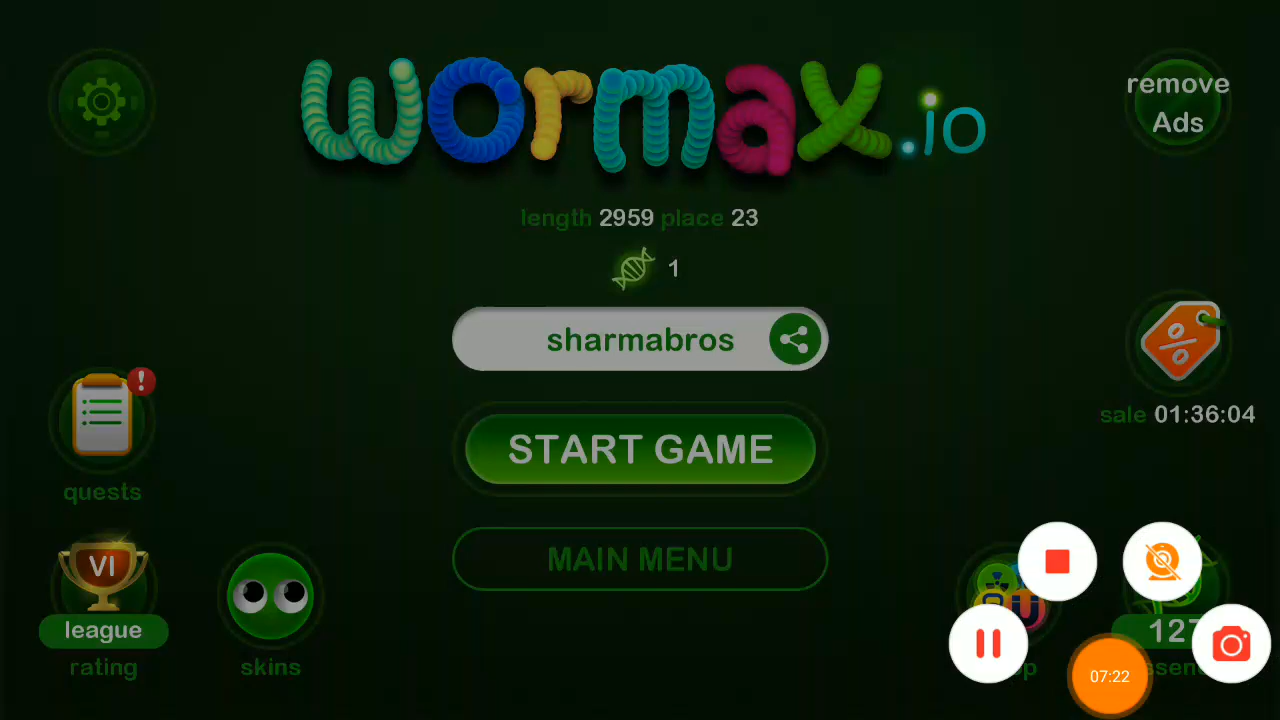 wormax.io
remove
Ads
length 2959 place 23
1
sharmabros
START GAME
sale 01:36:04
quests
MAIN MENU
VI
league
rating
skins
127
07:22